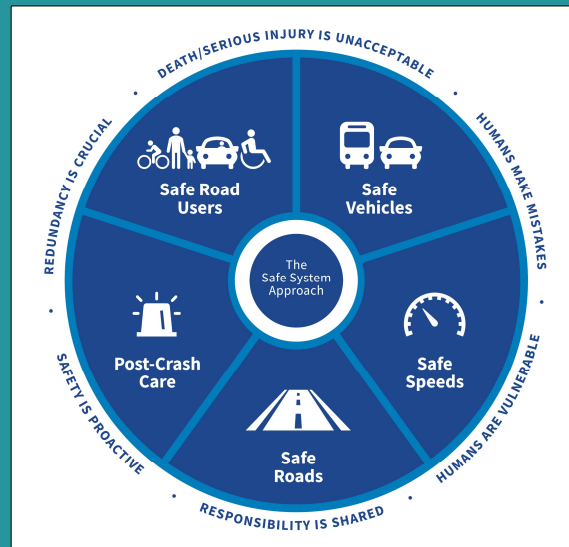 DEATH/SERIOUS INJURY IS UNACCEPTABLE
HUMANS MAKE MISTAKES
HUMANS ARE VULNERABLE
RESPONSIBILITY IS SHARED
SAFETY IS PROACTIVE
REDUNDANCY IS CRUCIAL
Safe Road
Users
Safe
Vehicles
Safe
Speeds
Safe
Roads
Post-Crash
Care
The
Safe System
Approach